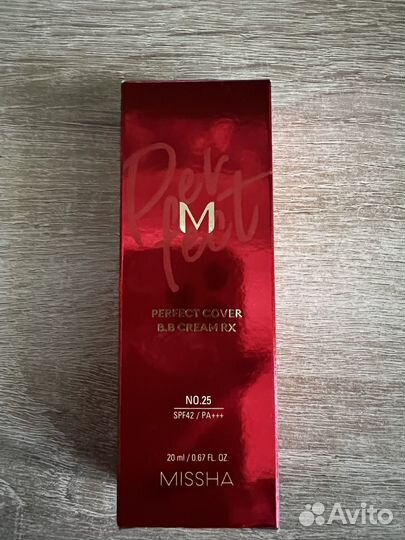 Perfect
M
PERFECT COVER
B.B CREAM RX
NO.25
SPF42 / PA+++
20 ml / 0.67 FL. OZ.
MISSHA
Avito